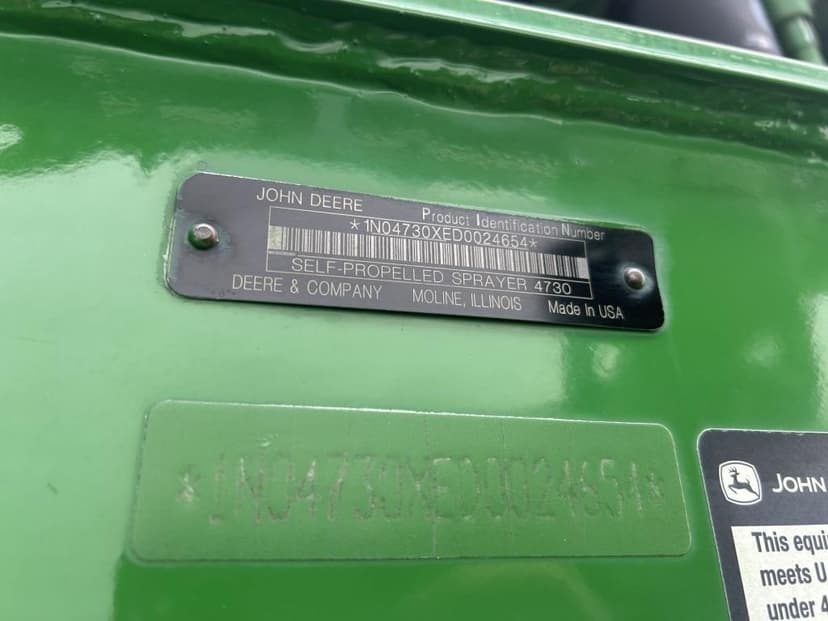 JOHN DEERE
Product Identification Number
*1N04730XED0024654*
SELF-PROPELLED SPRAYER 4730
DEERE & COMPANY MOLINE, ILLINOIS Made In USA
*1N04730XED0024654*
JOHN
This equi
meets U
under 4